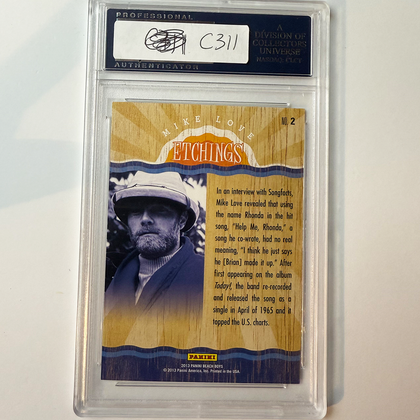 PROFESSIONAL
C311
AUTHENTICATOR
A
DIVISION OF
COLLECTORS
UNIVERSE
NASDAQ: CLCT
MIKE LOVE
ETCHINGS
No. 2
In an interview with Songfacts,
Mike Love revealed that using
the name Rhonda in the hit
song, "Help Me, Rhonda," a
song he co-wrote, had no real
meaning, "I think he just says
he [Brian] made it up." After
first appearing on the album
Today!, the band re-recorded
and released the song as a
single in April of 1965 and it
topped the U.S. charts.
PANINI
2013 PANINI BEACH BOYS
© 2013 Panini America, Inc. Printed in the USA.